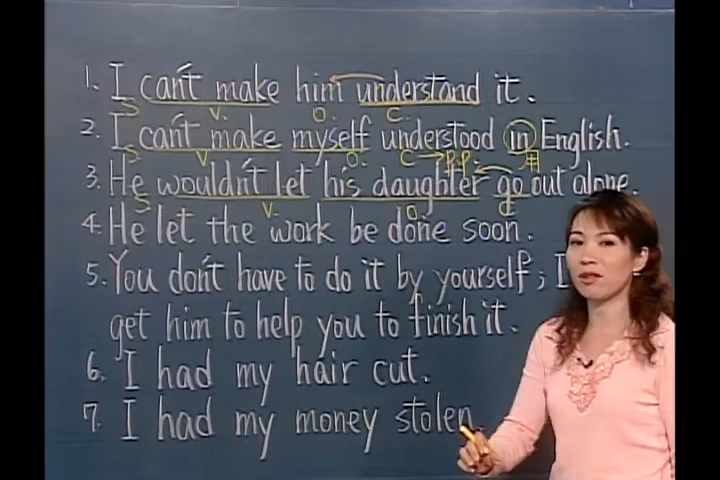 1. I can't make him understand it.
S V. O. C.
2. I can't make myself understood in English.
S V O. C→p.p. 用
3. He wouldn't let his daughter go out alone.
S V. O. C
4. He let the work be done soon.
5. You don't have to do it by yourself; I
get him to help you to finish it.
6. I had my hair cut.
7. I had my money stolen